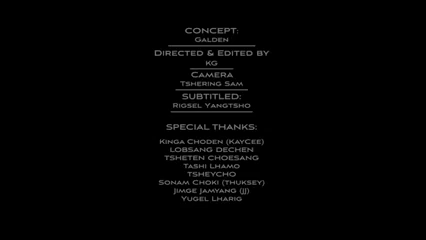 CONCEPT:
Galden
Directed & Edited by
KG
Camera
Tshering Sam
SUBTITLED:
Rigsel Yangtsho
SPECIAL THANKS:
Kinga Choden (KayCee)
LOBSANG DECHEN
TSHETEN CHOESANG
Tashi Lhamo
TSHEYCHO
Sonam Choki (Thuksey)
Jimge Jamyang (JJ)
Yugel Lharig